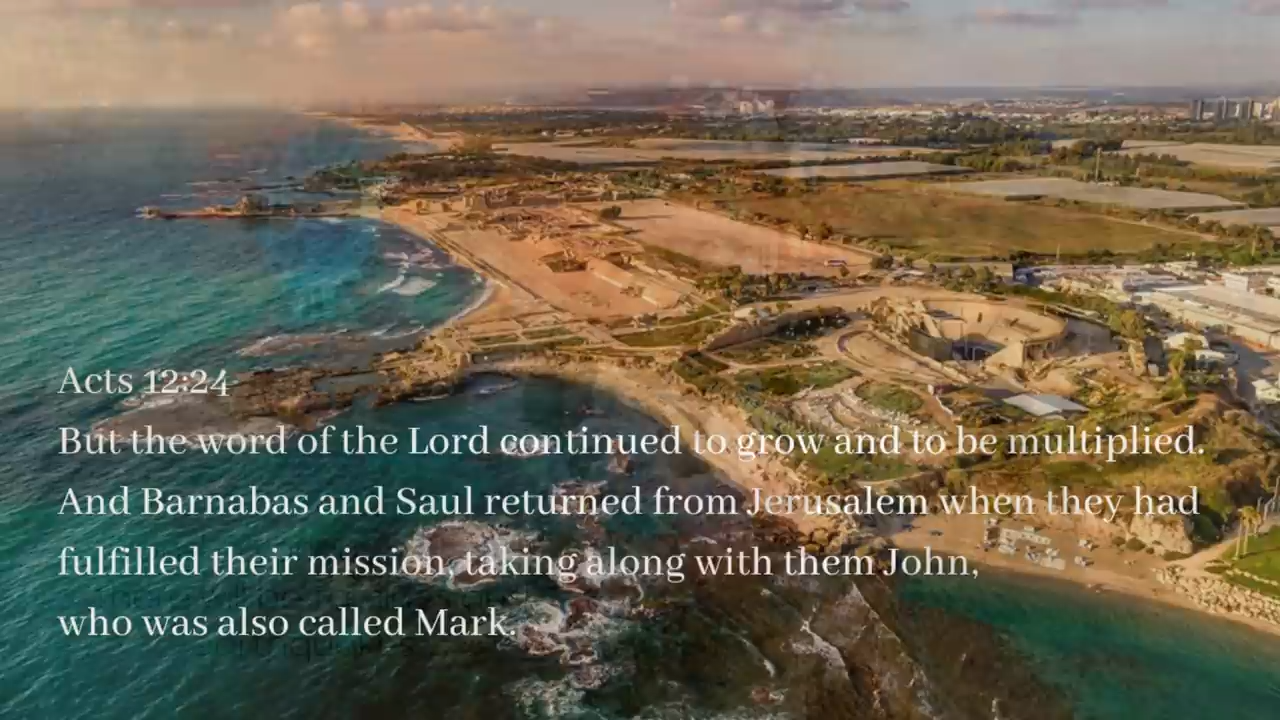 Acts 12:24
But the word of the Lord continued to grow and to be multiplied.
And Barnabas and Saul returned from Jerusalem when they had
fulfilled their mission, taking along with them John,
who was also called Mark.